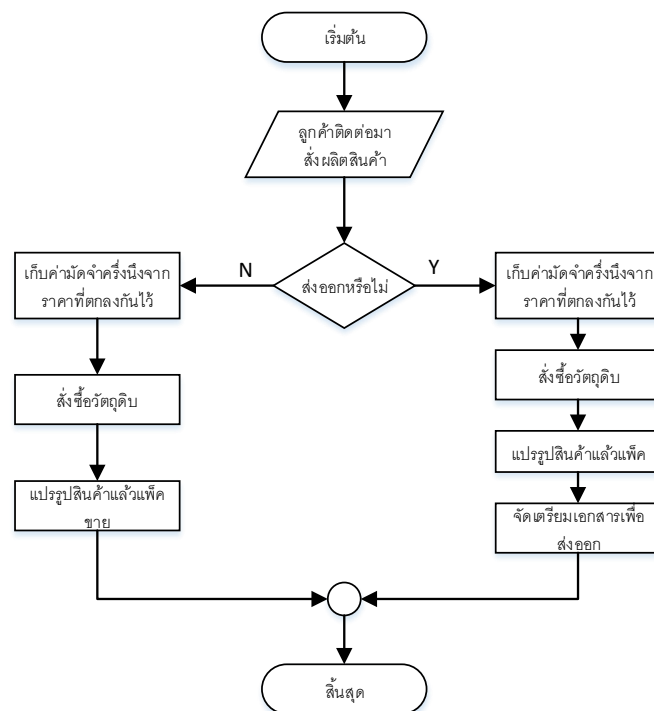 เริ่มต้น
ลูกค้าติดต่อมา
สั่งผลิตสินค้า
ส่งออกหรือไม่
N
Y
เก็บค่ามัดจำครึ่งนึงจาก
ราคาที่ตกลงกันไว้
สั่งซื้อวัตถุดิบ
แปรรูปสินค้าแล้วแพ็ค
ขาย
เก็บค่ามัดจำครึ่งนึงจาก
ราคาที่ตกลงกันไว้
สั่งซื้อวัตถุดิบ
แปรรูปสินค้าแล้วแพ็ค
จัดเตรียมเอกสารเพื่อ
ส่งออก
สิ้นสุด